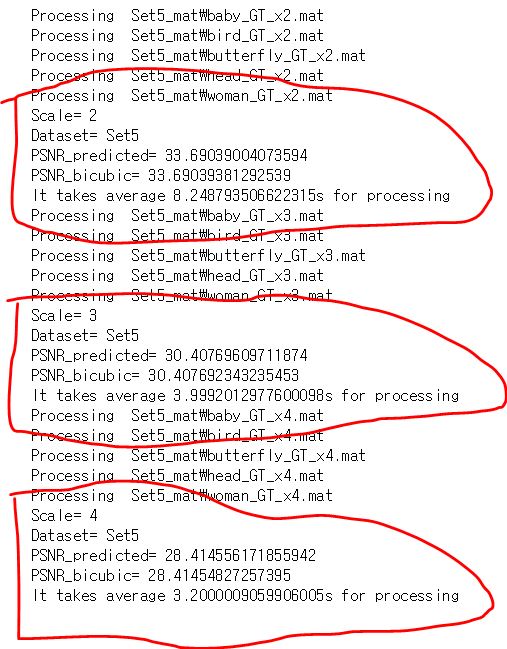 Processing  Set5_mat₩baby_GT_x2.mat
Processing  Set5_mat₩bird_GT_x2.mat
Processing  Set5_mat₩butterfly_GT_x2.mat
Processing  Set5_mat₩head_GT_x2.mat
Processing  Set5_mat₩woman_GT_x2.mat
Scale= 2
Dataset= Set5
PSNR_predicted= 33.69039004073594
PSNR_bicubic= 33.69039381292539
It takes average 8.248793506622315s for processing
Processing  Set5_mat₩baby_GT_x3.mat
Processing  Set5_mat₩bird_GT_x3.mat
Processing  Set5_mat₩butterfly_GT_x3.mat
Processing  Set5_mat₩head_GT_x3.mat
Processing  Set5_mat₩woman_GT_x3.mat
Scale= 3
Dataset= Set5
PSNR_predicted= 30.40769609711874
PSNR_bicubic= 30.407692343235453
It takes average 3.9992012977600098s for processing
Processing  Set5_mat₩baby_GT_x4.mat
Processing  Set5_mat₩bird_GT_x4.mat
Processing  Set5_mat₩butterfly_GT_x4.mat
Processing  Set5_mat₩head_GT_x4.mat
Processing  Set5_mat₩woman_GT_x4.mat
Scale= 4
Dataset= Set5
PSNR_predicted= 28.414556171855942
PSNR_bicubic= 28.41454827257395
It takes average 3.2000009059906005s for processing